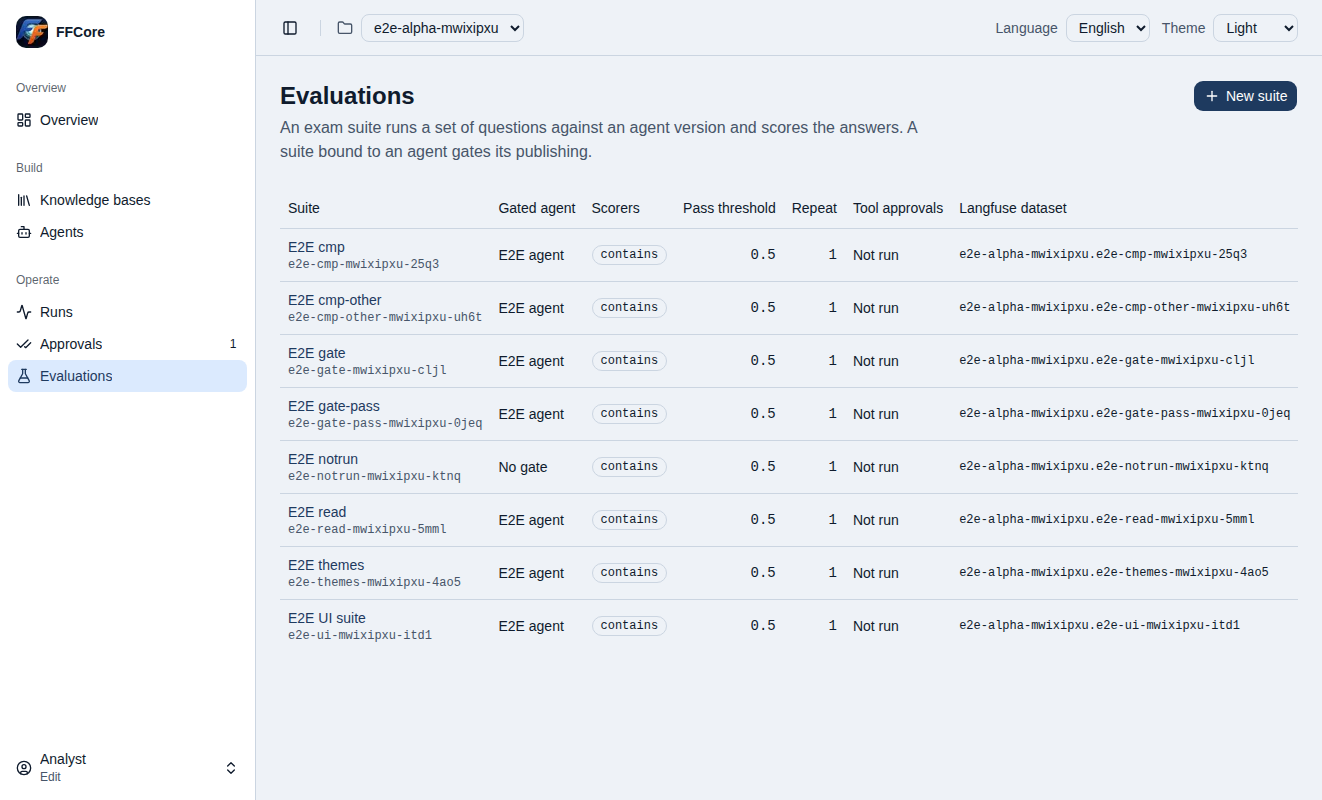 FFCore
e2e-alpha-mwixipxu
Language English Theme Light
Overview
Overview
Build
Knowledge bases
Agents
Operate
Runs
Approvals 1
Evaluations
Analyst
Edit
Evaluations
New suite
An exam suite runs a set of questions against an agent version and scores the answers. A
suite bound to an agent gates its publishing.
Suite Gated agent Scorers Pass threshold Repeat Tool approvals Langfuse dataset
E2E cmp
e2e-cmp-mwixipxu-25q3 E2E agent contains 0.5 1 Not run e2e-alpha-mwixipxu.e2e-cmp-mwixipxu-25q3
E2E cmp-other
e2e-cmp-other-mwixipxu-uh6t E2E agent contains 0.5 1 Not run e2e-alpha-mwixipxu.e2e-cmp-other-mwixipxu-uh6t
E2E gate
e2e-gate-mwixipxu-cljl E2E agent contains 0.5 1 Not run e2e-alpha-mwixipxu.e2e-gate-mwixipxu-cljl
E2E gate-pass
e2e-gate-pass-mwixipxu-0jeq E2E agent contains 0.5 1 Not run e2e-alpha-mwixipxu.e2e-gate-pass-mwixipxu-0jeq
E2E notrun
e2e-notrun-mwixipxu-ktnq No gate contains 0.5 1 Not run e2e-alpha-mwixipxu.e2e-notrun-mwixipxu-ktnq
E2E read
e2e-read-mwixipxu-5mml E2E agent contains 0.5 1 Not run e2e-alpha-mwixipxu.e2e-read-mwixipxu-5mml
E2E themes
e2e-themes-mwixipxu-4ao5 E2E agent contains 0.5 1 Not run e2e-alpha-mwixipxu.e2e-themes-mwixipxu-4ao5
E2E UI suite
e2e-ui-mwixipxu-itd1 E2E agent contains 0.5 1 Not run e2e-alpha-mwixipxu.e2e-ui-mwixipxu-itd1